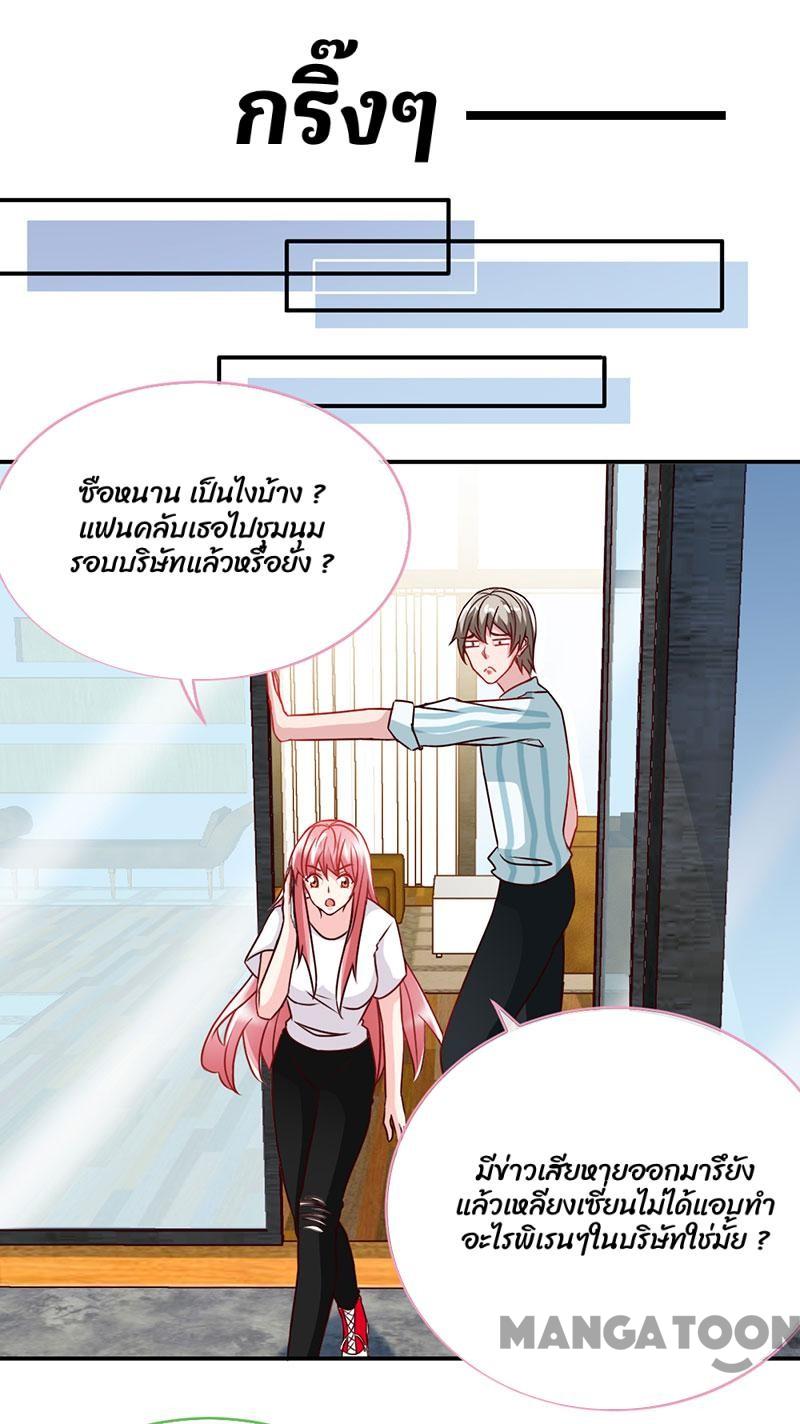 กริ๊งๆ
ซือหนาน เป็นไงบ้าง ?
แฟนคลับเธอไปชุมนุม
รอบบริษัทแล้วหรือยัง ?
มีข่าวเสียหายออกมารึยัง
แล้วเหลียงเซี่ยนไม่ได้แอบทำ
อะไรพิเรนๆในบริษัทใช่มั้ย ?
MANGATOON